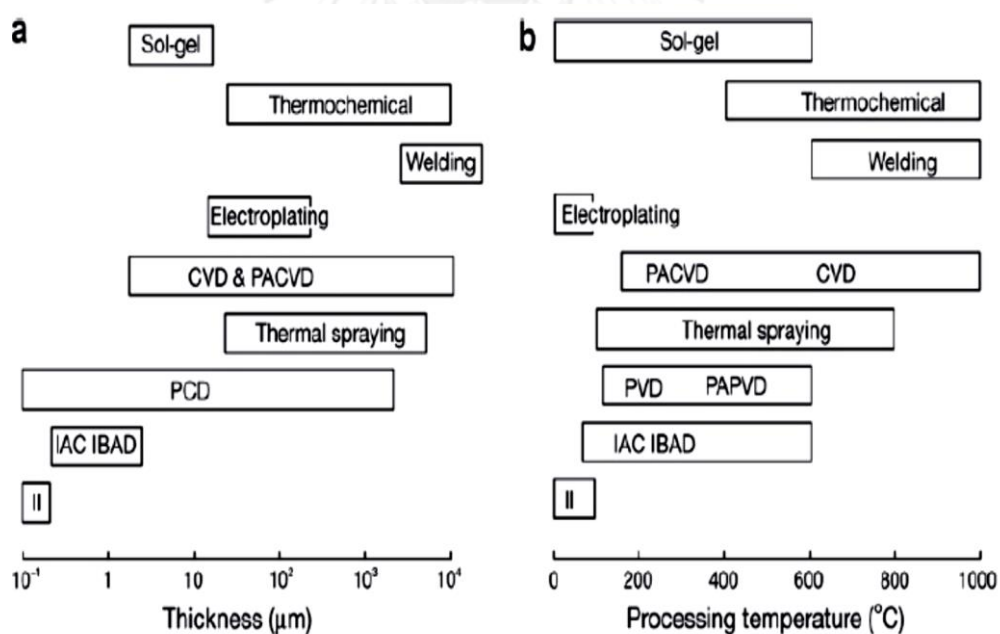 a
Sol-gel
Thermochemical
Welding
Electroplating
CVD & PACVD
Thermal spraying
PCD
IAC IBAD
II
10⁻¹ 1 10 10² 10³ 10⁴
Thickness (μm)
b
Sol-gel
Thermochemical
Welding
Electroplating
PACVD CVD
Thermal spraying
PVD PAPVD
IAC IBAD
II
0 200 400 600 800 1000
Processing temperature (°C)